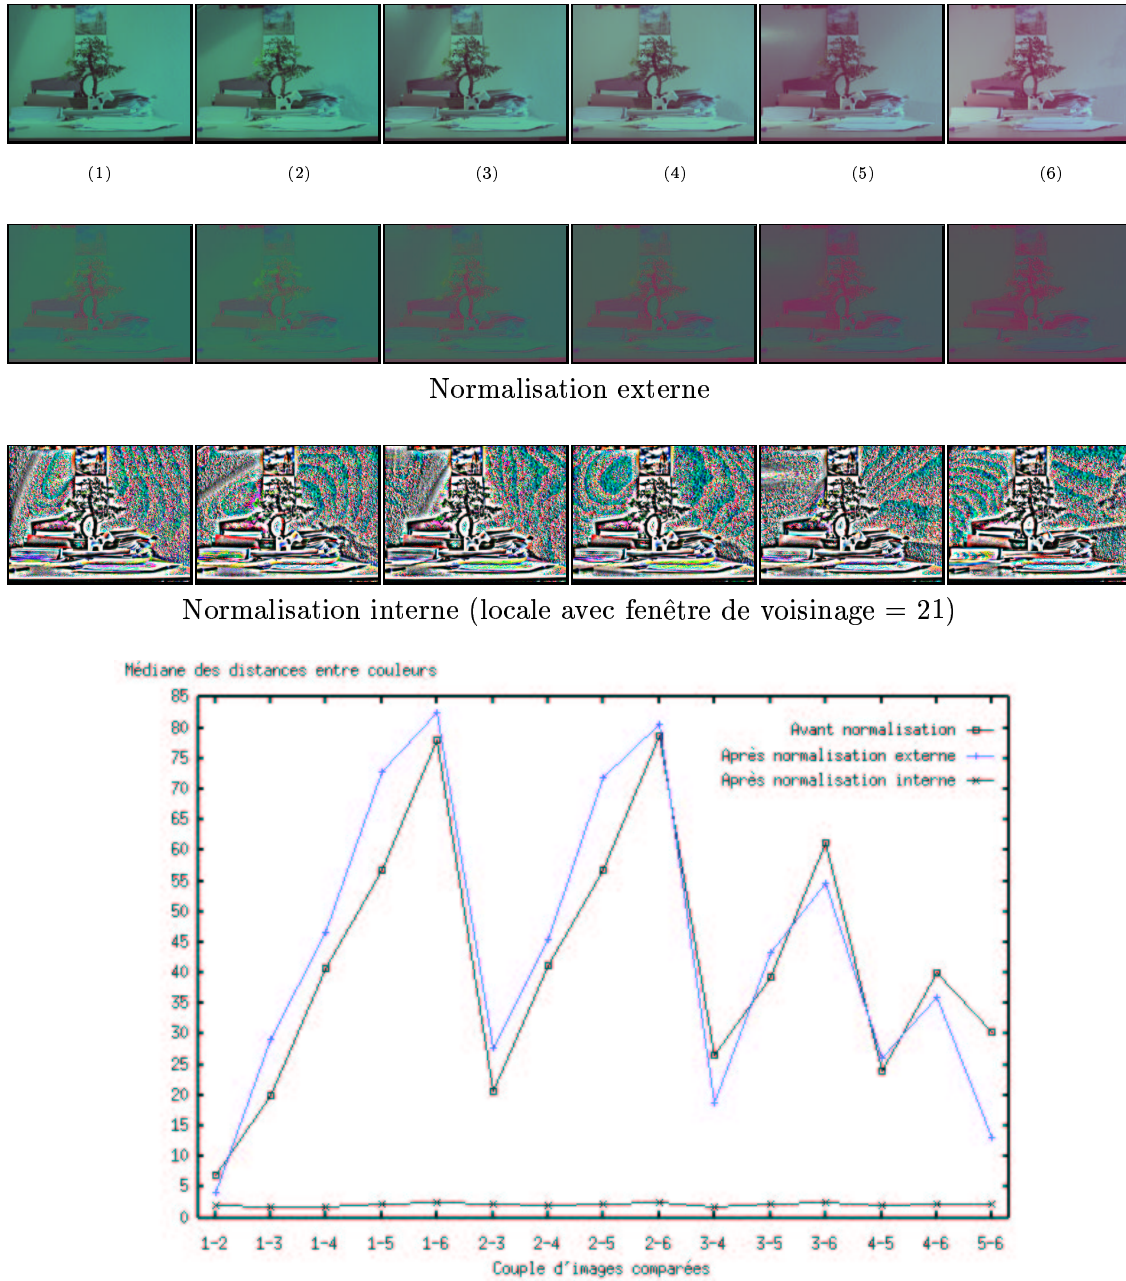 (1) (2) (3) (4) (5) (6)
Normalisation externe
Normalisation interne (locale avec fenêtre de voisinage = 21)
Médiane des distances entre couleurs
85
80
75
70
65
60
55
50
45
40
35
30
25
20
15
10
5
0
Avant normalisation
Après normalisation externe
Après normalisation interne
1-2 1-3 1-4 1-5 1-6 2-3 2-4 2-5 2-6 3-4 3-5 3-6 4-5 4-6 5-6
Couple d'images comparées